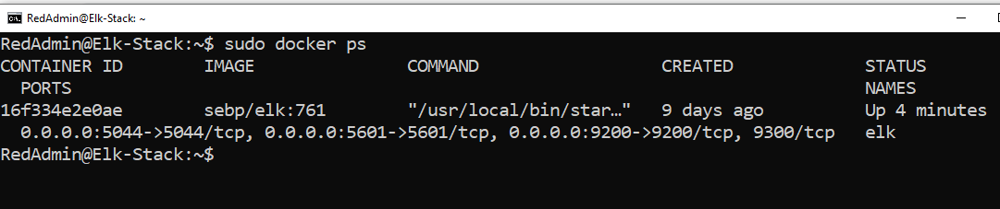 RedAdmin@Elk-Stack: ~
RedAdmin@Elk-Stack:~$ sudo docker ps
CONTAINER ID        IMAGE               COMMAND                  CREATED             STATUS
  PORTS                                                                              NAMES
16f334e2e0ae        sebp/elk:761        "/usr/local/bin/star…"   9 days ago          Up 4 minutes
  0.0.0.0:5044->5044/tcp, 0.0.0.0:5601->5601/tcp, 0.0.0.0:9200->9200/tcp, 9300/tcp   elk
RedAdmin@Elk-Stack:~$